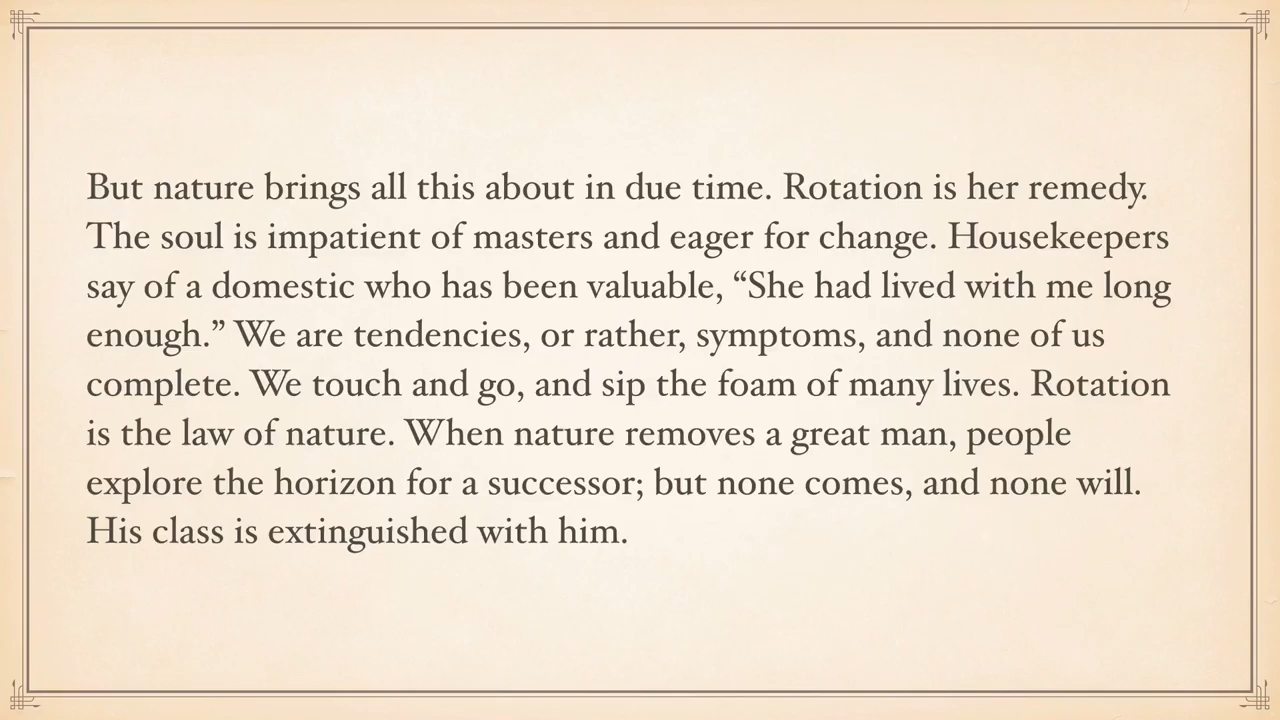 But nature brings all this about in due time. Rotation is her remedy.
The soul is impatient of masters and eager for change. Housekeepers
say of a domestic who has been valuable, “She had lived with me long
enough.” We are tendencies, or rather, symptoms, and none of us
complete. We touch and go, and sip the foam of many lives. Rotation
is the law of nature. When nature removes a great man, people
explore the horizon for a successor; but none comes, and none will.
His class is extinguished with him.